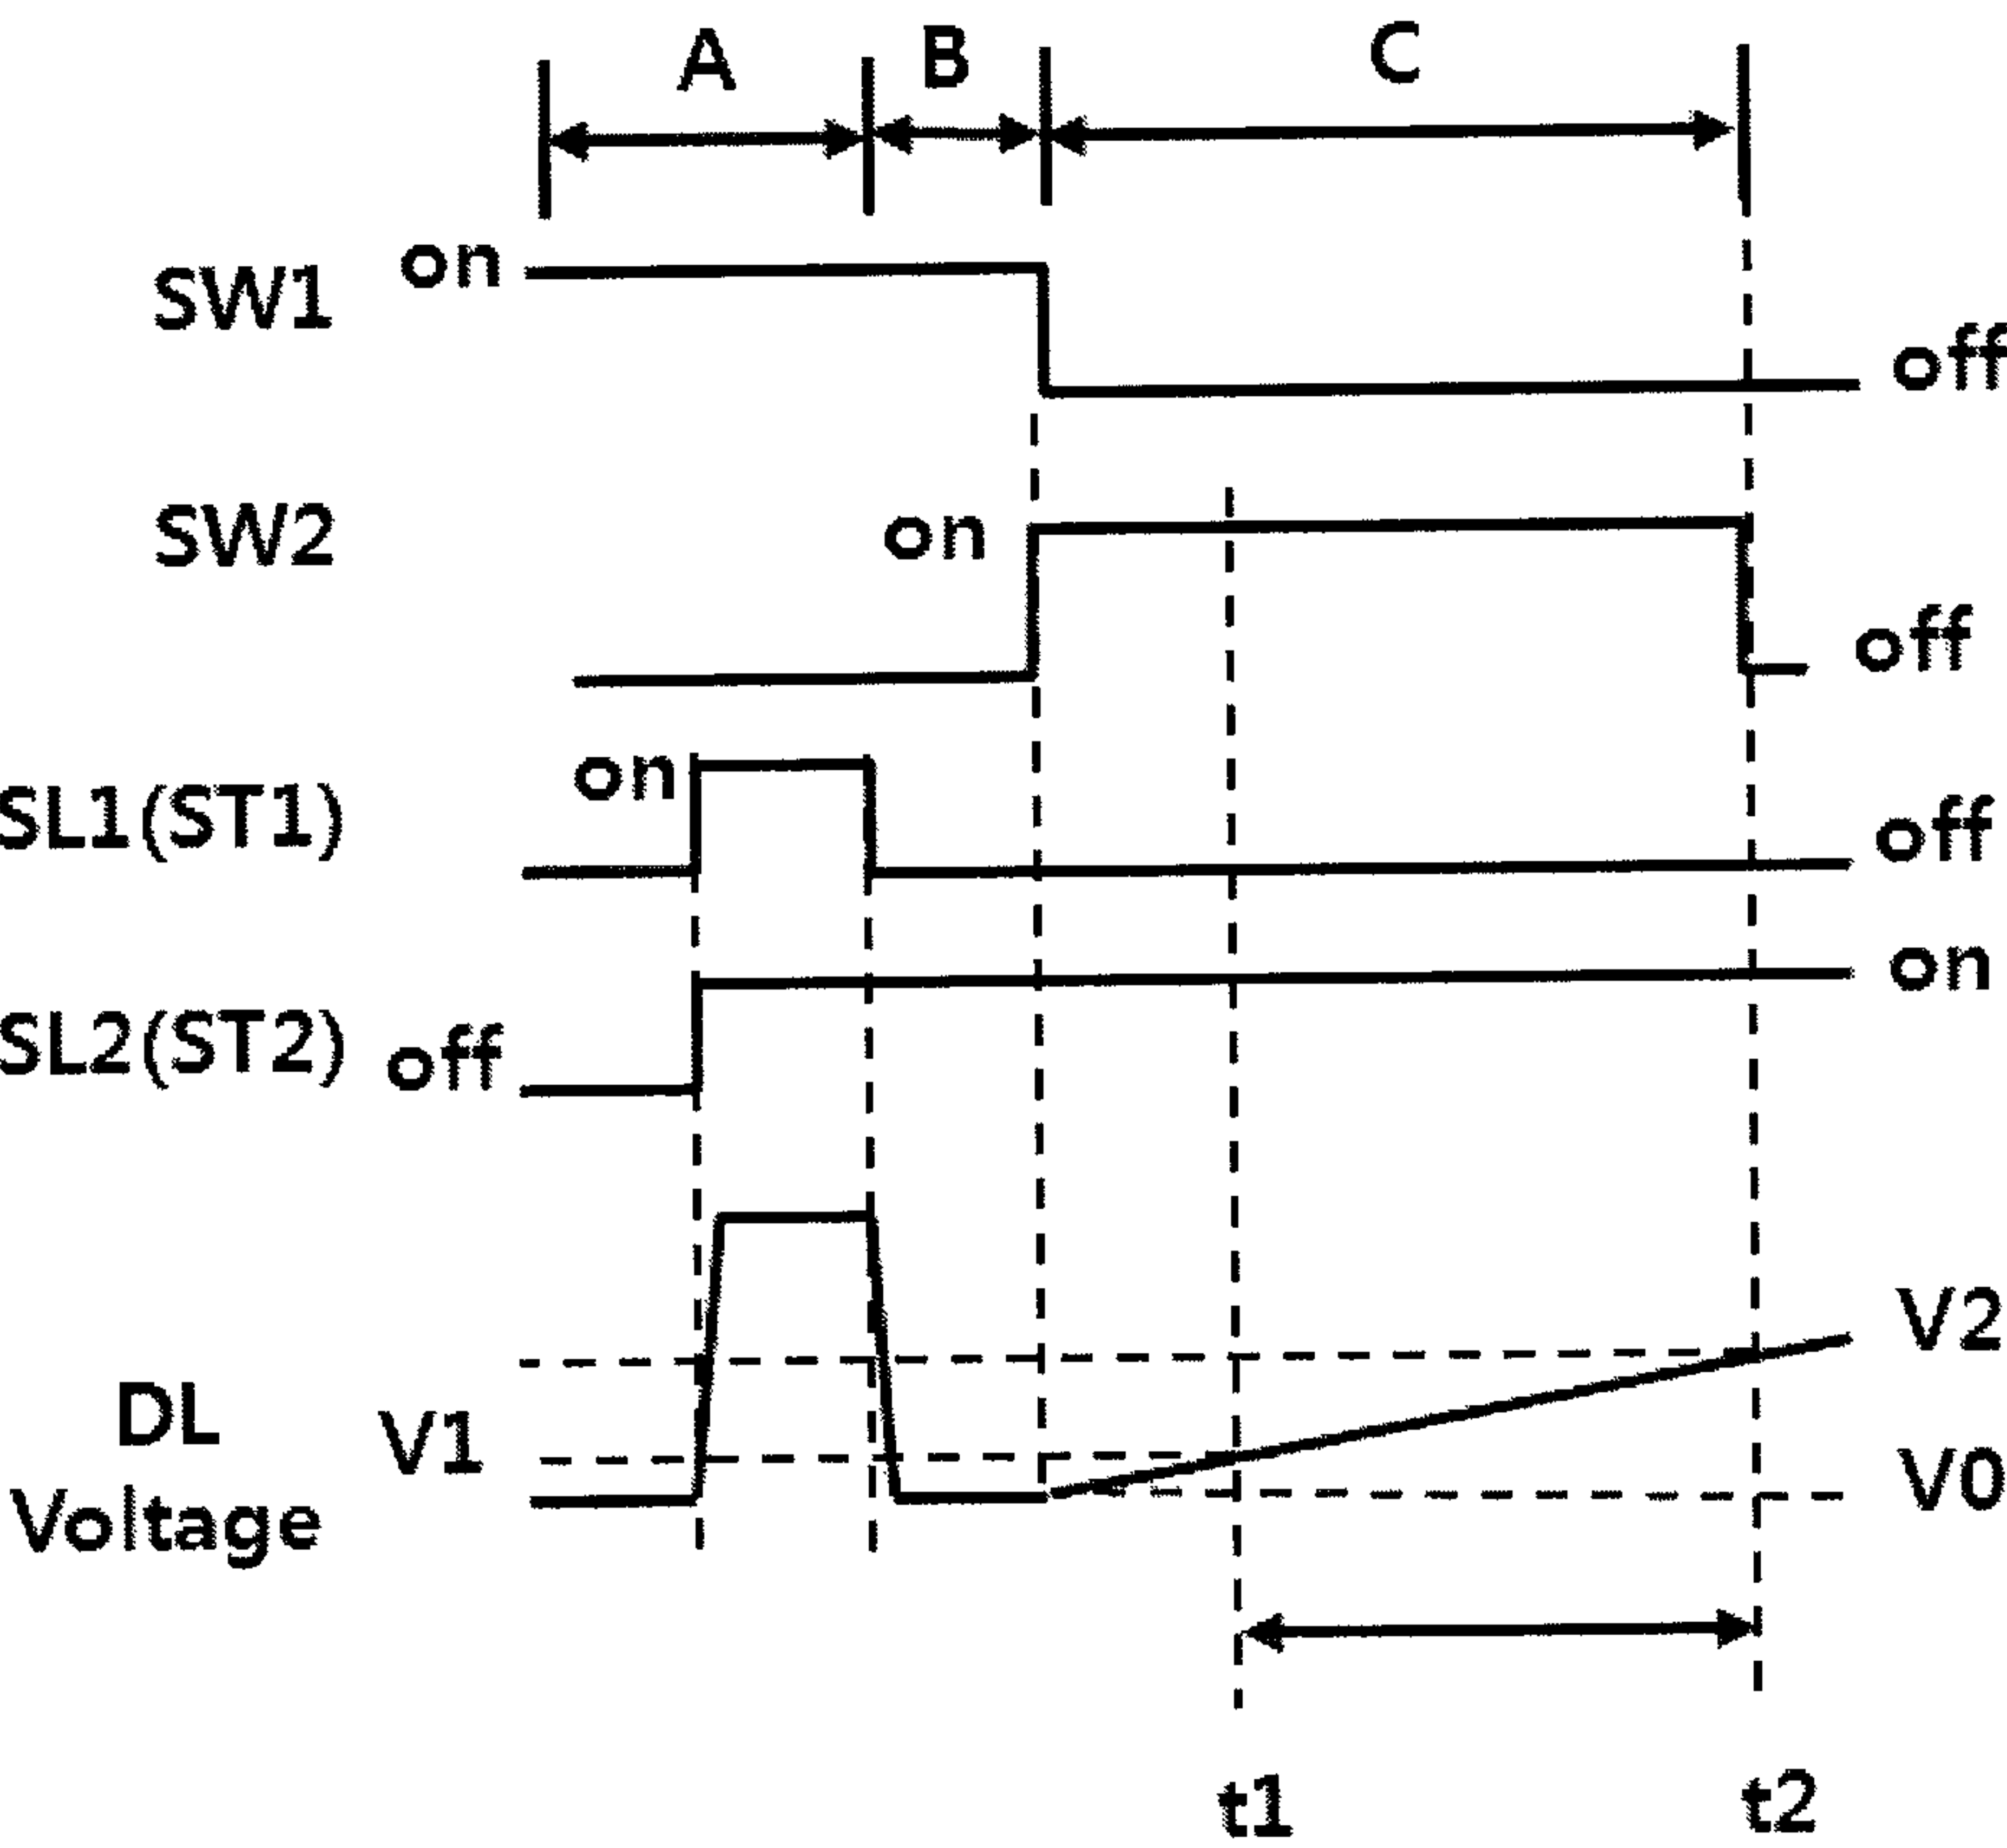 A B C
SW1 on off
SW2 on off
SL1(ST1) on off
SL2(ST2) off on
DL Voltage V1 V2 V0
t1 t2